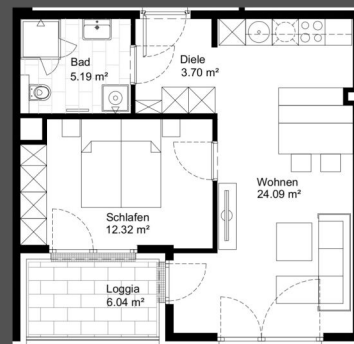 Bad
5.19 m²
Diele
3.70 m²
Wohnen
24.09 m²
Schlafen
12.32 m²
Loggia
6.04 m²